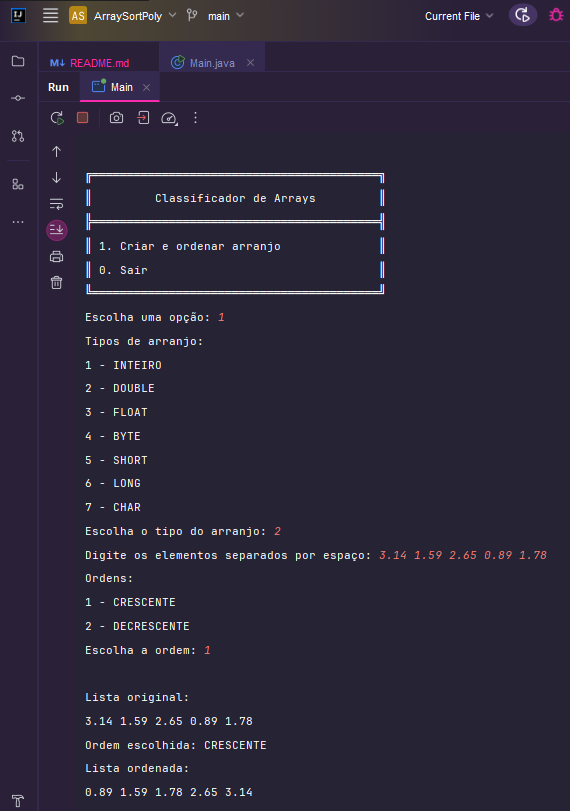 AS ArraySortPoly main Current File
README.md Main.java
Run Main
Classificador de Arrays
1. Criar e ordenar arranjo
0. Sair
Escolha uma opção: 1
Tipos de arranjo:
1 - INTEIRO
2 - DOUBLE
3 - FLOAT
4 - BYTE
5 - SHORT
6 - LONG
7 - CHAR
Escolha o tipo do arranjo: 2
Digite os elementos separados por espaço: 3.14 1.59 2.65 0.89 1.78
Ordens:
1 - CRESCENTE
2 - DECRESCENTE
Escolha a ordem: 1
Lista original:
3.14 1.59 2.65 0.89 1.78
Ordem escolhida: CRESCENTE
Lista ordenada:
0.89 1.59 1.78 2.65 3.14